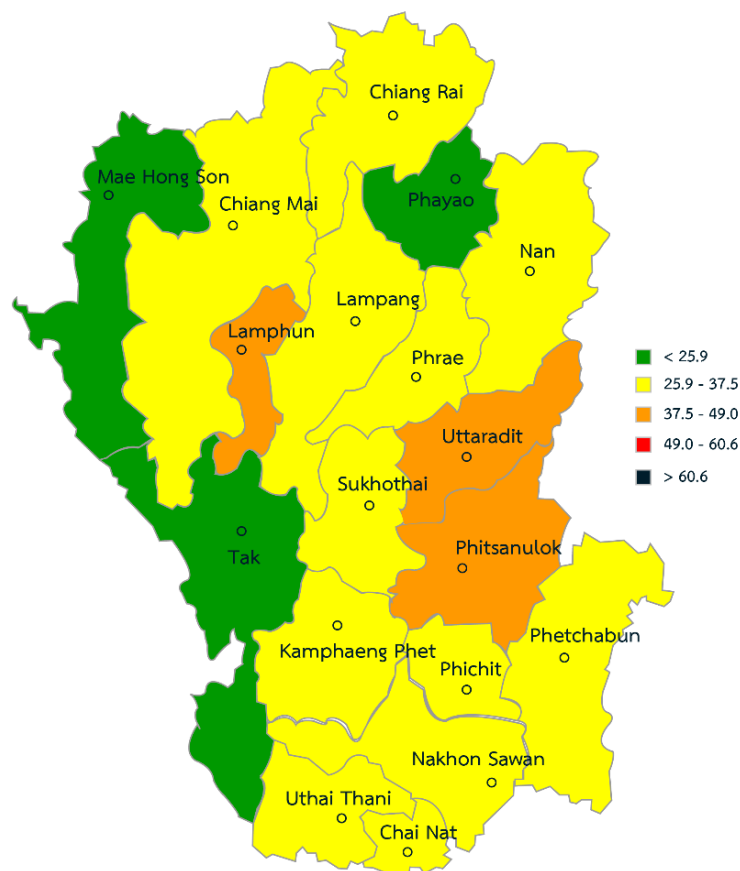 Chiang Rai
Mae Hong Son
Chiang Mai
Phayao
Nan
Lampang
Lamphun
Phrae
< 25.9
25.9 - 37.5
37.5 - 49.0
49.0 - 60.6
> 60.6
Uttaradit
Sukhothai
Phitsanulok
Tak
Phetchabun
Kamphaeng Phet
Phichit
Nakhon Sawan
Uthai Thani
Chai Nat